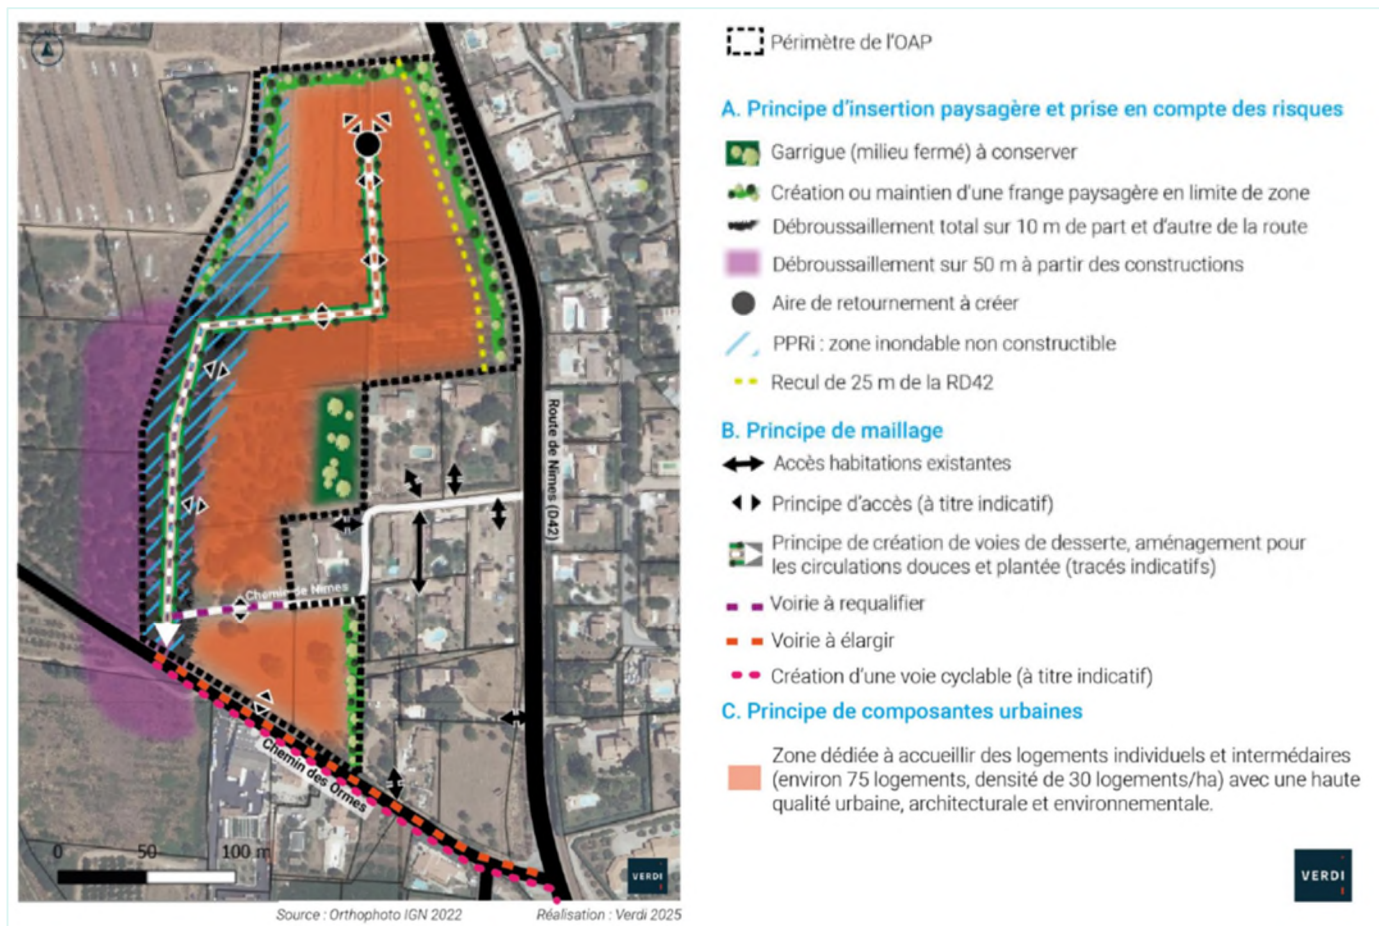 Périmètre de l'OAP
A. Principe d'insertion paysagère et prise en compte des risques
Garrigue (milieu fermé) à conserver
Création ou maintien d'une frange paysagère en limite de zone
Débroussaillement total sur 10 m de part et d'autre de la route
Débroussaillement sur 50 m à partir des constructions
Aire de retournement à créer
PPRi : zone inondable non constructible
Recul de 25 m de la RD42
B. Principe de maillage
Accès habitations existantes
Principe d'accès (à titre indicatif)
Principe de création de voies de desserte, aménagement pour
les circulations douces et plantée (tracés indicatifs)
Voirie à requalifier
Voirie à élargir
Création d'une voie cyclable (à titre indicatif)
C. Principe de composantes urbaines
Zone dédiée à accueillir des logements individuels et intermédaires
(environ 75 logements, densité de 30 logements/ha) avec une haute
qualité urbaine, architecturale et environnementale.
Route de Nîmes (D42)
Chemin de Nîmes
Chemin des Ormes
0 50 100 m
VERDI
VERDI
Source : Orthophoto IGN 2022
Réalisation : Verdi 2025